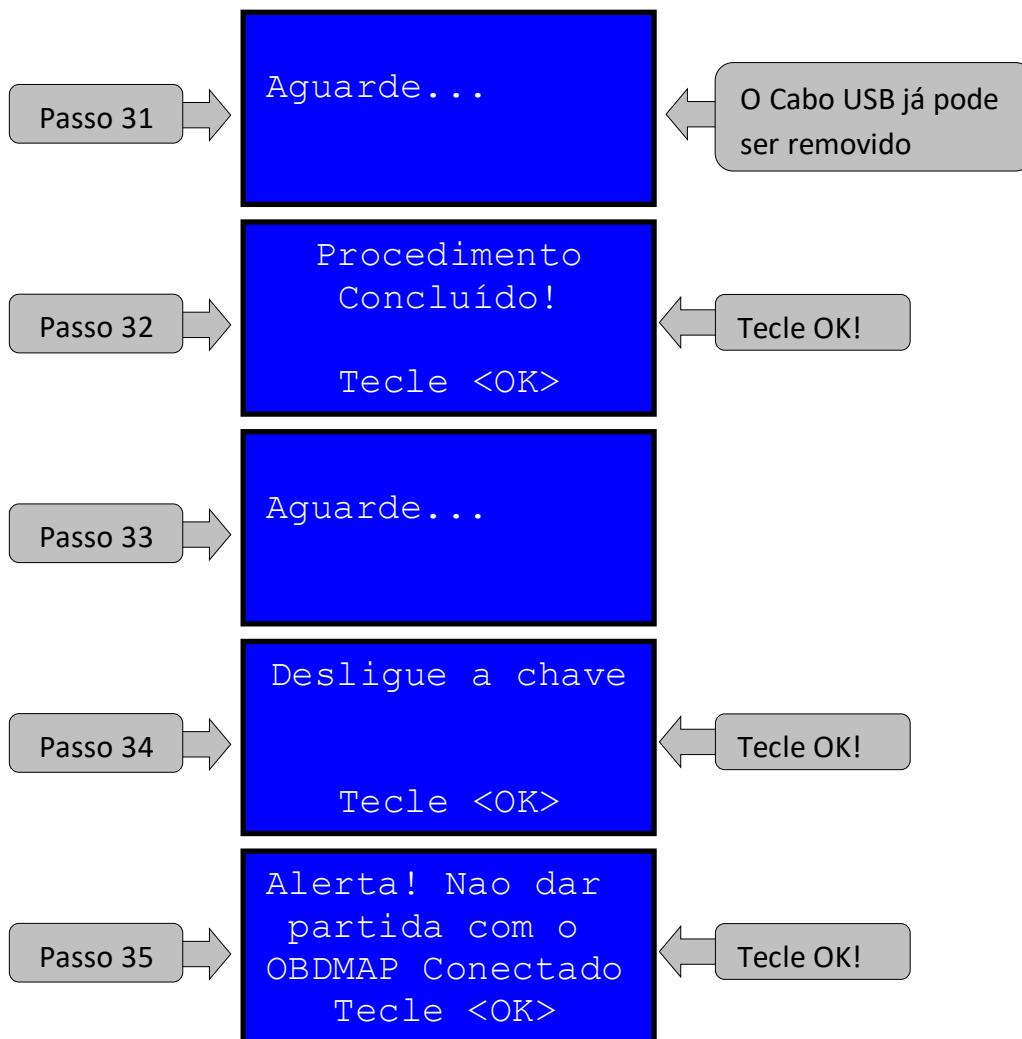 Passo 31
Aguarde...
O Cabo USB já pode
ser removido
Passo 32
Procedimento
Concluído!
Tecle <OK>
Tecle OK!
Passo 33
Aguarde...
Passo 34
Desligue a chave
Tecle <OK>
Tecle OK!
Passo 35
Alerta! Nao dar
partida com o
OBDMAP Conectado
Tecle <OK>
Tecle OK!